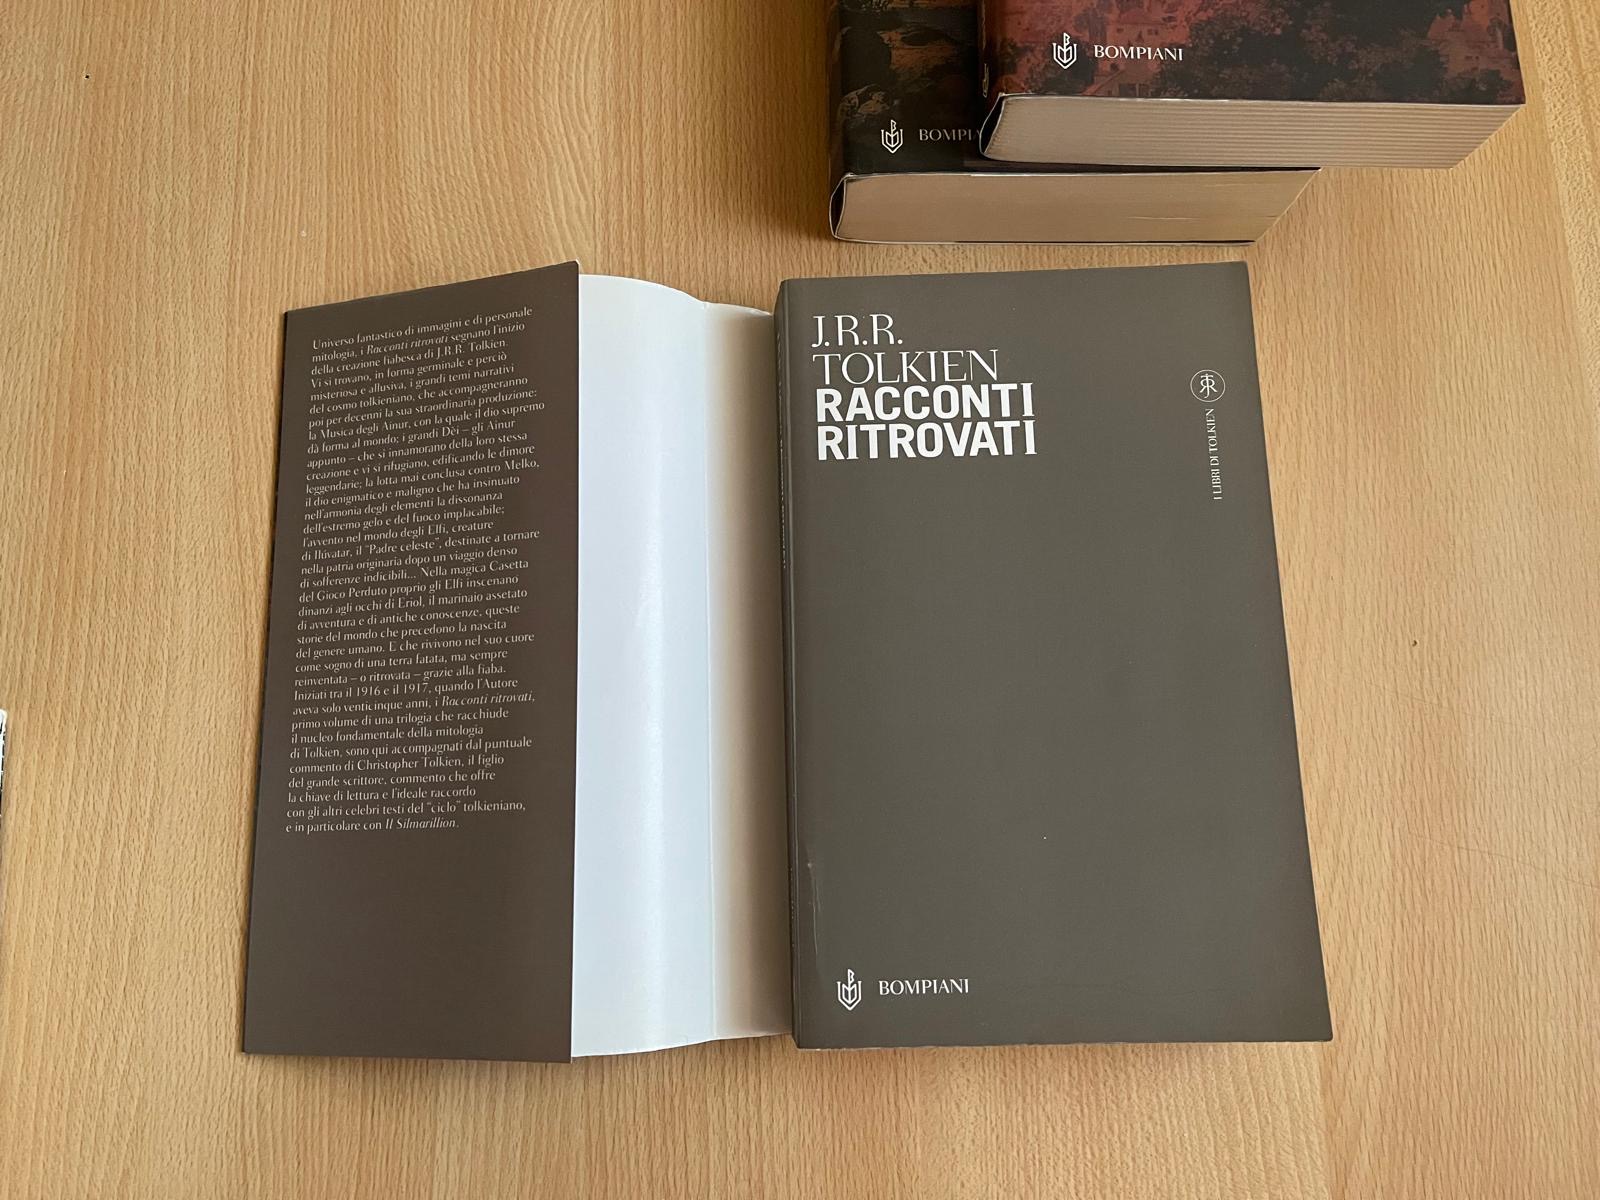 BOMPIANI
BOMPIA
Universo fantastico di immagini e di personale
mitologia, i Racconti ritrovati segnano l'inizio
della creazione fiabesca di J.R.R. Tolkien.
Vi si trovano, in forma germinale e perciò
misteriosa e allusiva, i grandi temi narrativi
del cosmo tolkieniano, che accompagneranno
poi per decenni la sua straordinaria produzione:
la Musica degli Ainur, con la quale il dio supremo
dà forma al mondo; i grandi Dèi – gli Ainur
appunto – che si innamorano della loro stessa
creazione e vi si rifugiano, edificando le dimore
leggendarie; la lotta mai conclusa contro Melko,
il dio enigmatico e maligno che ha insinuato
nell'armonia degli elementi la dissonanza
dell'estremo gelo e del fuoco implacabile;
l'avvento nel mondo degli Elfi, creature
di Ilúvatar, il "Padre celeste", destinate a tornare
nella patria originaria dopo un viaggio denso
di sofferenze indicibili... Nella magica Casetta
del Gioco Perduto proprio gli Elfi inscenano
dinanzi agli occhi di Eriol, il marinaio assetato
di avventura e di antiche conoscenze, queste
storie del mondo che precedono la nascita
del genere umano. E che rivivono nel suo cuore
come sogno di una terra fatata, ma sempre
reinventata – o ritrovata – grazie alla fiaba.
Iniziati tra il 1916 e il 1917, quando l'Autore
aveva solo venticinque anni, i Racconti ritrovati,
primo volume di una trilogia che racchiude
il nucleo fondamentale della mitologia
di Tolkien, sono qui accompagnati dal puntuale
commento di Christopher Tolkien, il figlio
del grande scrittore, commento che offre
la chiave di lettura e l'ideale raccordo
con gli altri celebri testi del "ciclo" tolkieniano,
e in particolare con Il Silmarillion.
J.R.R.
TOLKIEN
RACCONTI
RITROVATI
I LIBRI DI TOLKIEN
BOMPIANI